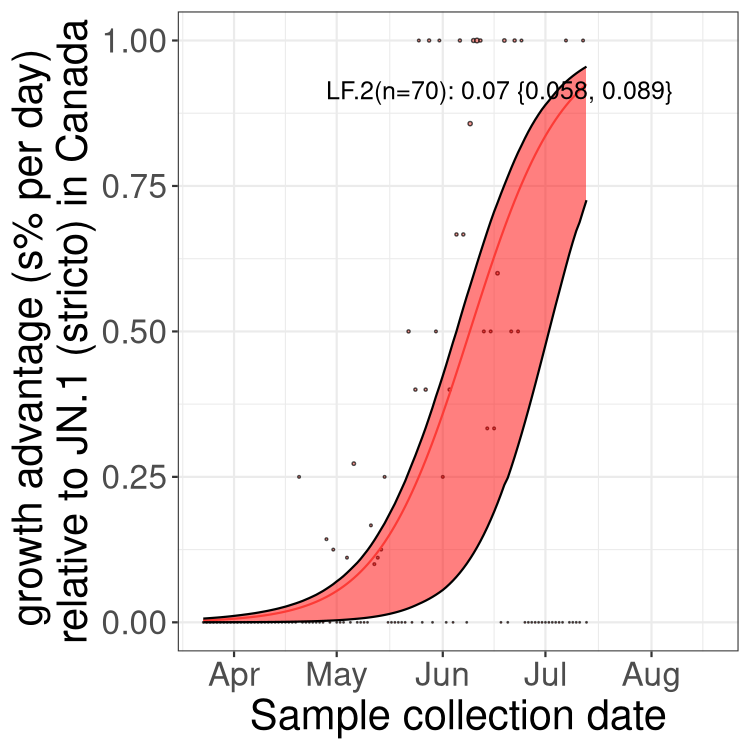 growth advantage (s% per day)
relative to JN.1 (stricto) in Canada
1.00
0.75
0.50
0.25
0.00
LF.2(n=70): 0.07 {0.058, 0.089}
Apr May Jun Jul Aug
Sample collection date